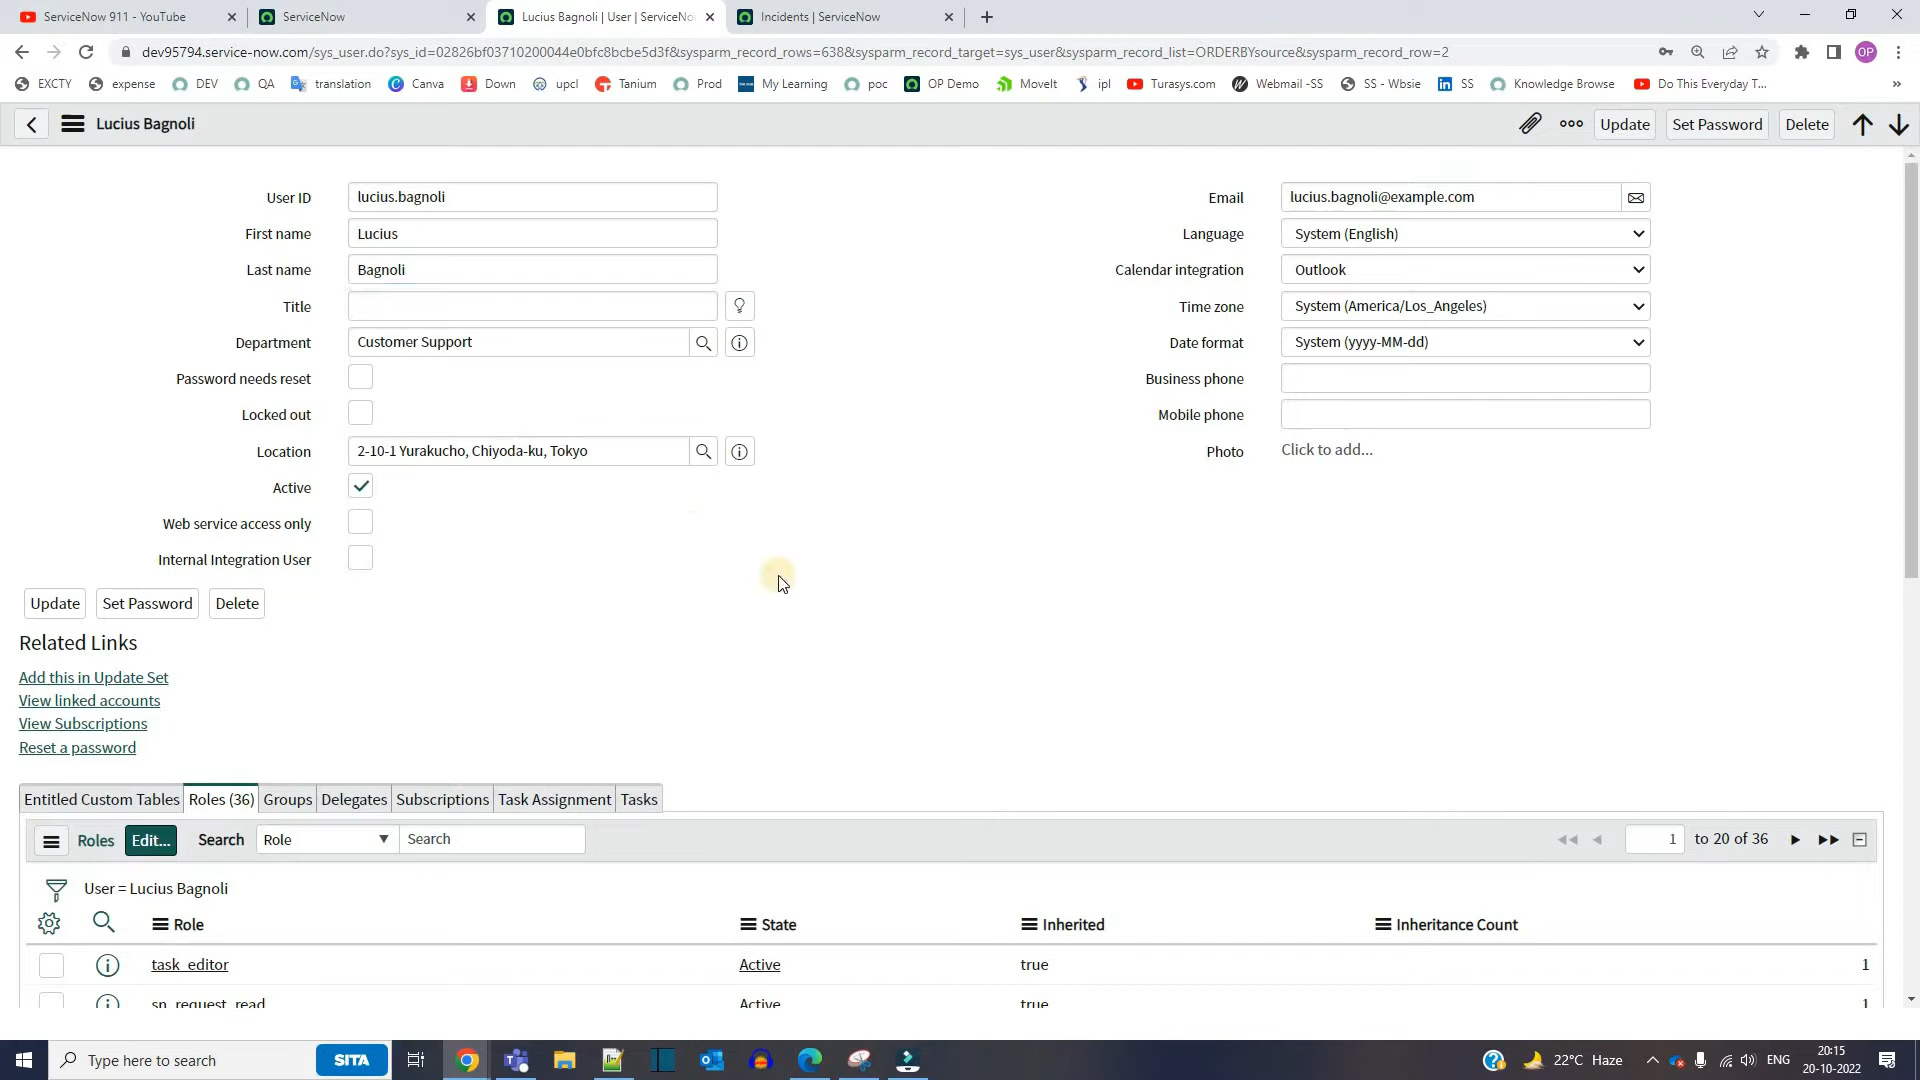 ServiceNow 911 - YouTube
ServiceNow
Lucius Bagnoli | User | ServiceNo
Incidents | ServiceNow
dev95794.service-now.com/sys_user.do?sys_id=02826bf03710200044e0bfc8bcbe5d3f&sysparm_record_rows=638&sysparm_record_target=sys_user&sysparm_record_list=ORDERBYsource&sysparm_record_row=2
OP
EXCTY expense DEV QA translation Canva Down upcl Tanium Prod My Learning poc OP Demo MoveIt ipl Turasys.com Webmail -SS SS - Wbsie SS Knowledge Browse Do This Everyday T... »
Lucius Bagnoli
Update Set Password Delete
User ID lucius.bagnoli
First name Lucius
Last name Bagnoli
Title
Department Customer Support
Password needs reset
Locked out
Location 2-10-1 Yurakucho, Chiyoda-ku, Tokyo
Active
Web service access only
Internal Integration User
Email lucius.bagnoli@example.com
Language System (English)
Calendar integration Outlook
Time zone System (America/Los_Angeles)
Date format System (yyyy-MM-dd)
Business phone
Mobile phone
Photo Click to add...
Update Set Password Delete
Related Links
Add this in Update Set
View linked accounts
View Subscriptions
Reset a password
Entitled Custom Tables Roles (36) Groups Delegates Subscriptions Task Assignment Tasks
Roles Edit... Search Role Search 1 to 20 of 36
User = Lucius Bagnoli
Role State Inherited Inheritance Count
task_editor Active true 1
sn_request_read Active true 1
Type here to search SITA 22°C Haze ENG 20:15
20-10-2022